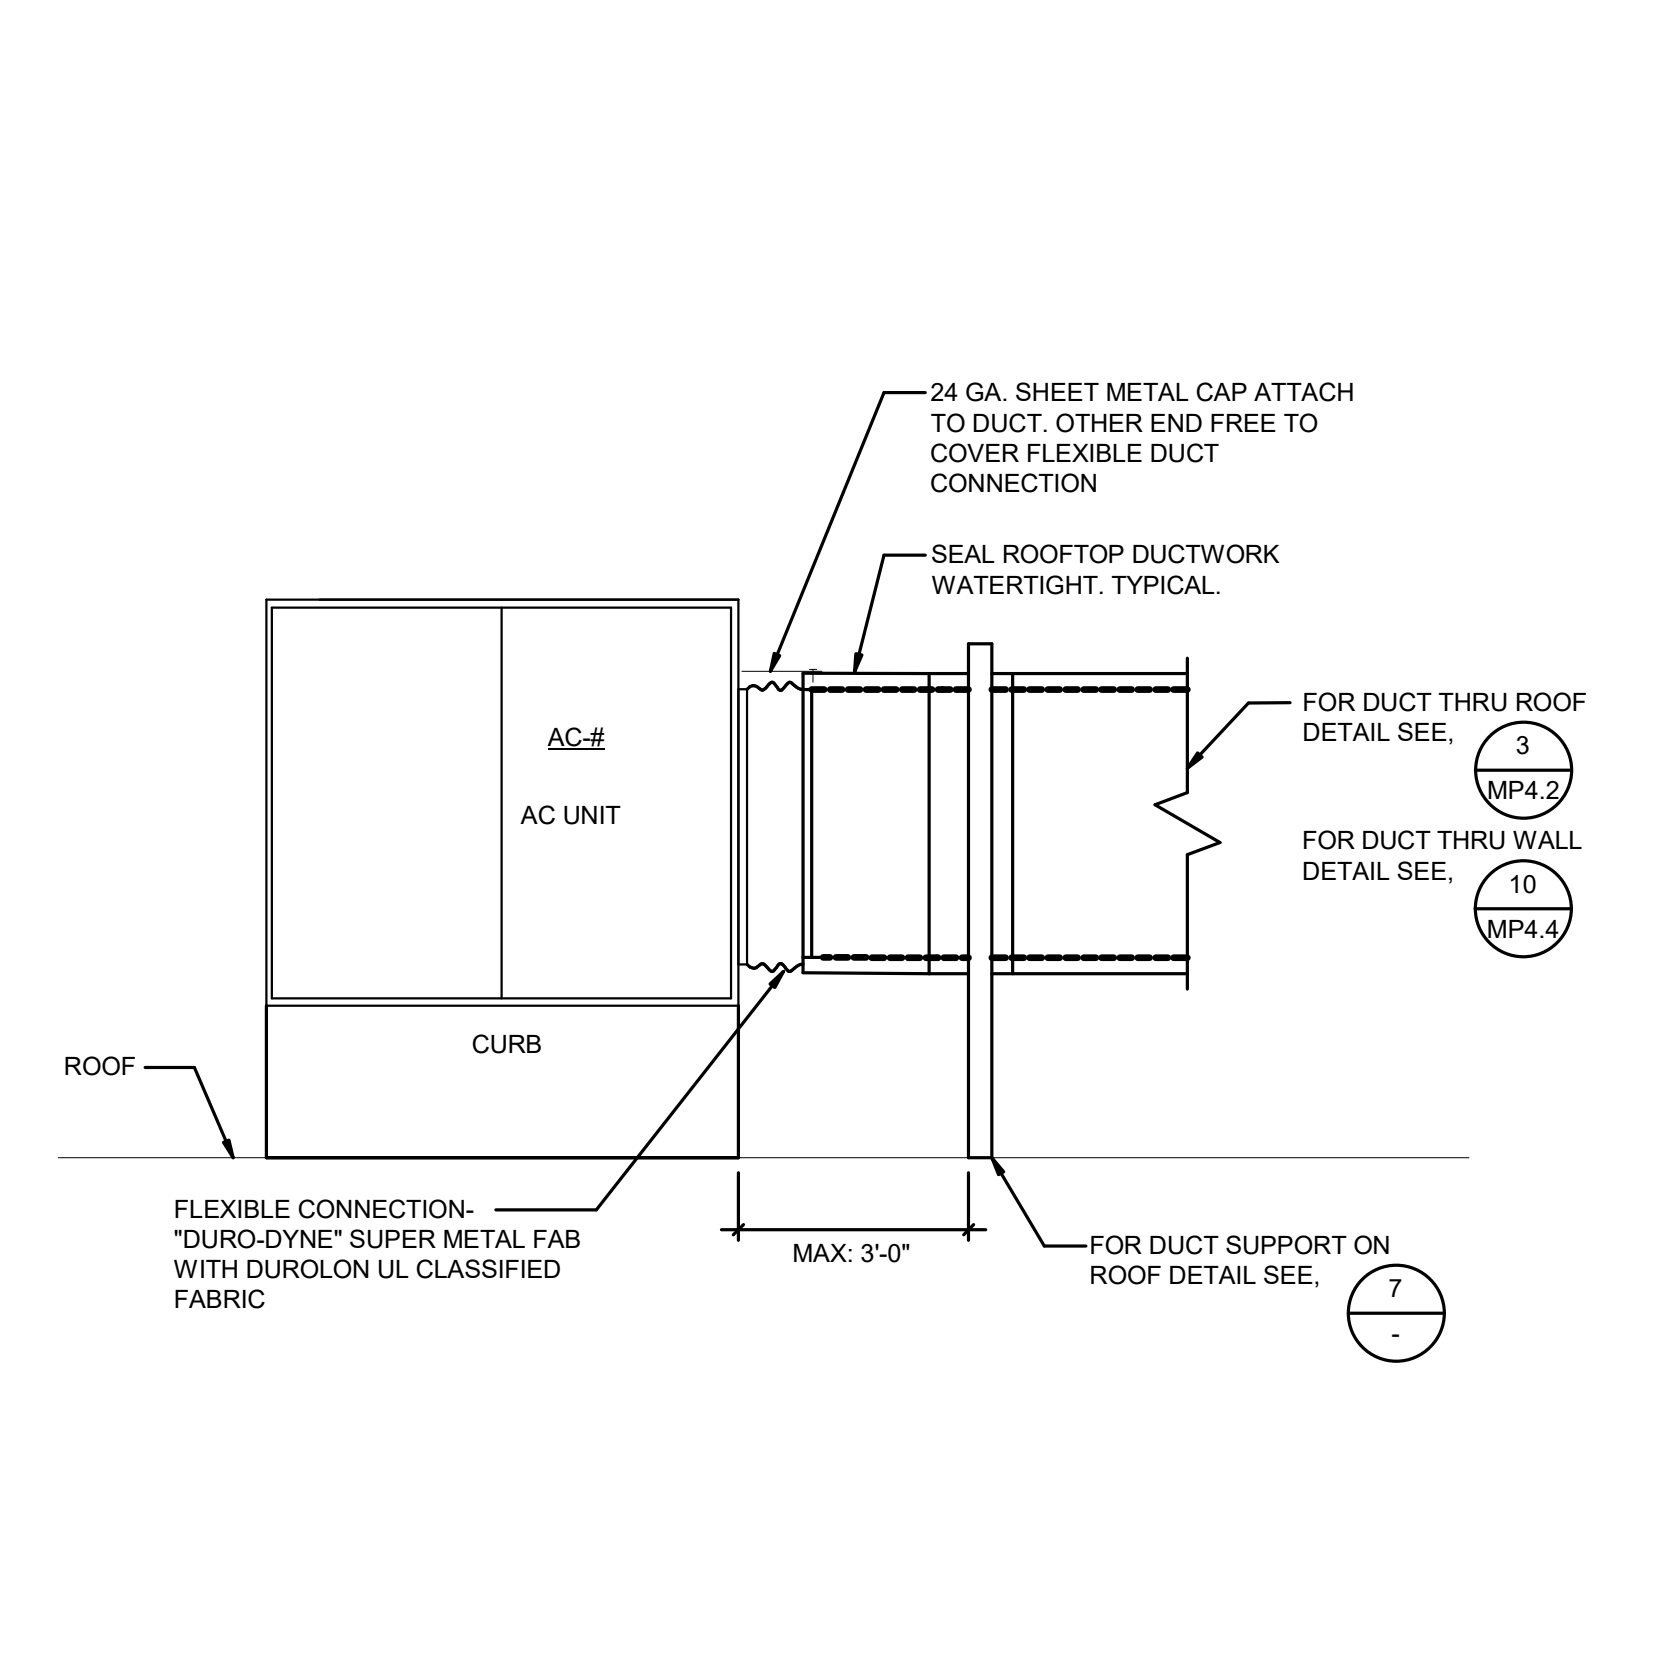 24 GA. SHEET METAL CAP ATTACH
TO DUCT. OTHER END FREE TO
COVER FLEXIBLE DUCT
CONNECTION
SEAL ROOFTOP DUCTWORK
WATERTIGHT. TYPICAL.
FOR DUCT THRU ROOF
DETAIL SEE,
3
MP4.2
FOR DUCT THRU WALL
DETAIL SEE,
10
MP4.4
AC-#
AC UNIT
CURB
ROOF
FLEXIBLE CONNECTION-
"DURO-DYNE" SUPER METAL FAB
WITH DUROLON UL CLASSIFIED
FABRIC
MAX: 3'-0"
FOR DUCT SUPPORT ON
ROOF DETAIL SEE,
7
-